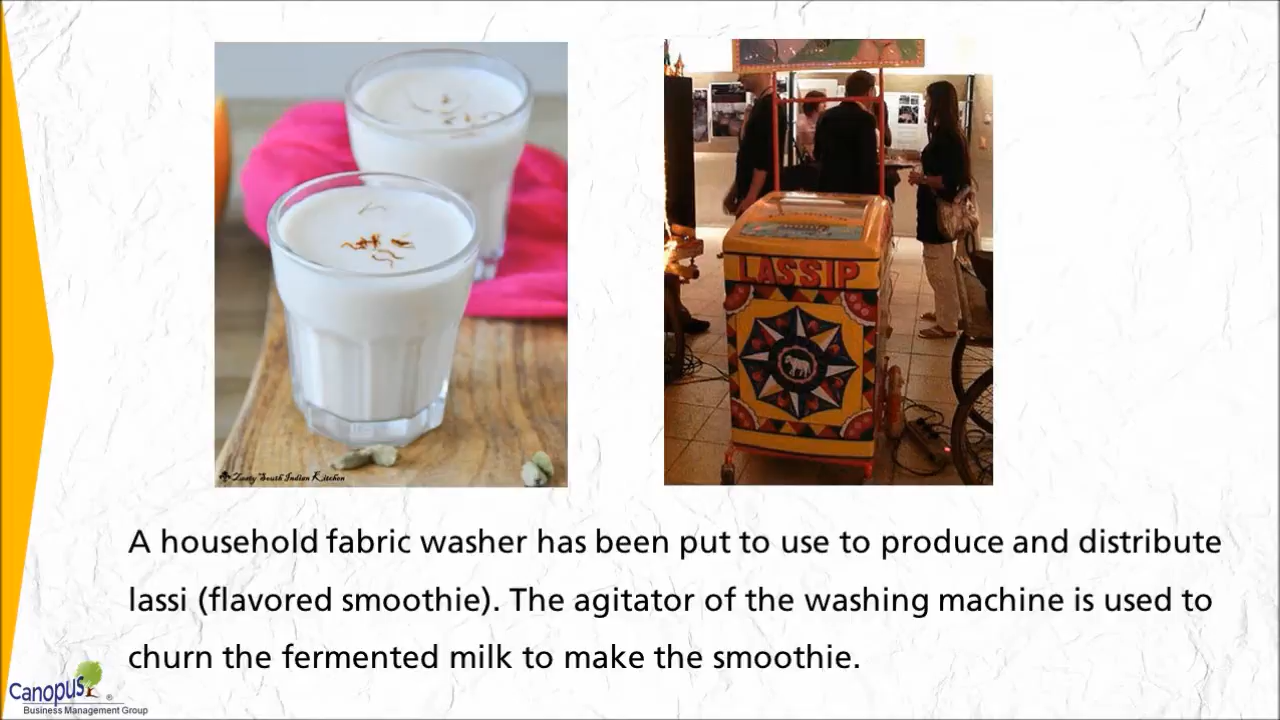 LASSIP
Zesty South Indian Kitchen
A household fabric washer has been put to use to produce and distribute
lassi (flavored smoothie). The agitator of the washing machine is used to
churn the fermented milk to make the smoothie.
Canopus®
Business Management Group